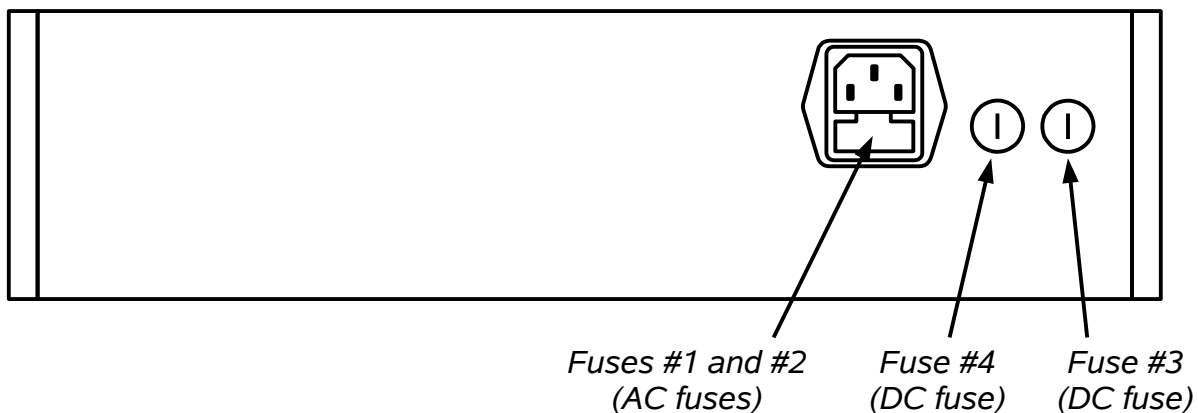 Fuses #1 and #2
(AC fuses)
Fuse #4
(DC fuse)
Fuse #3
(DC fuse)